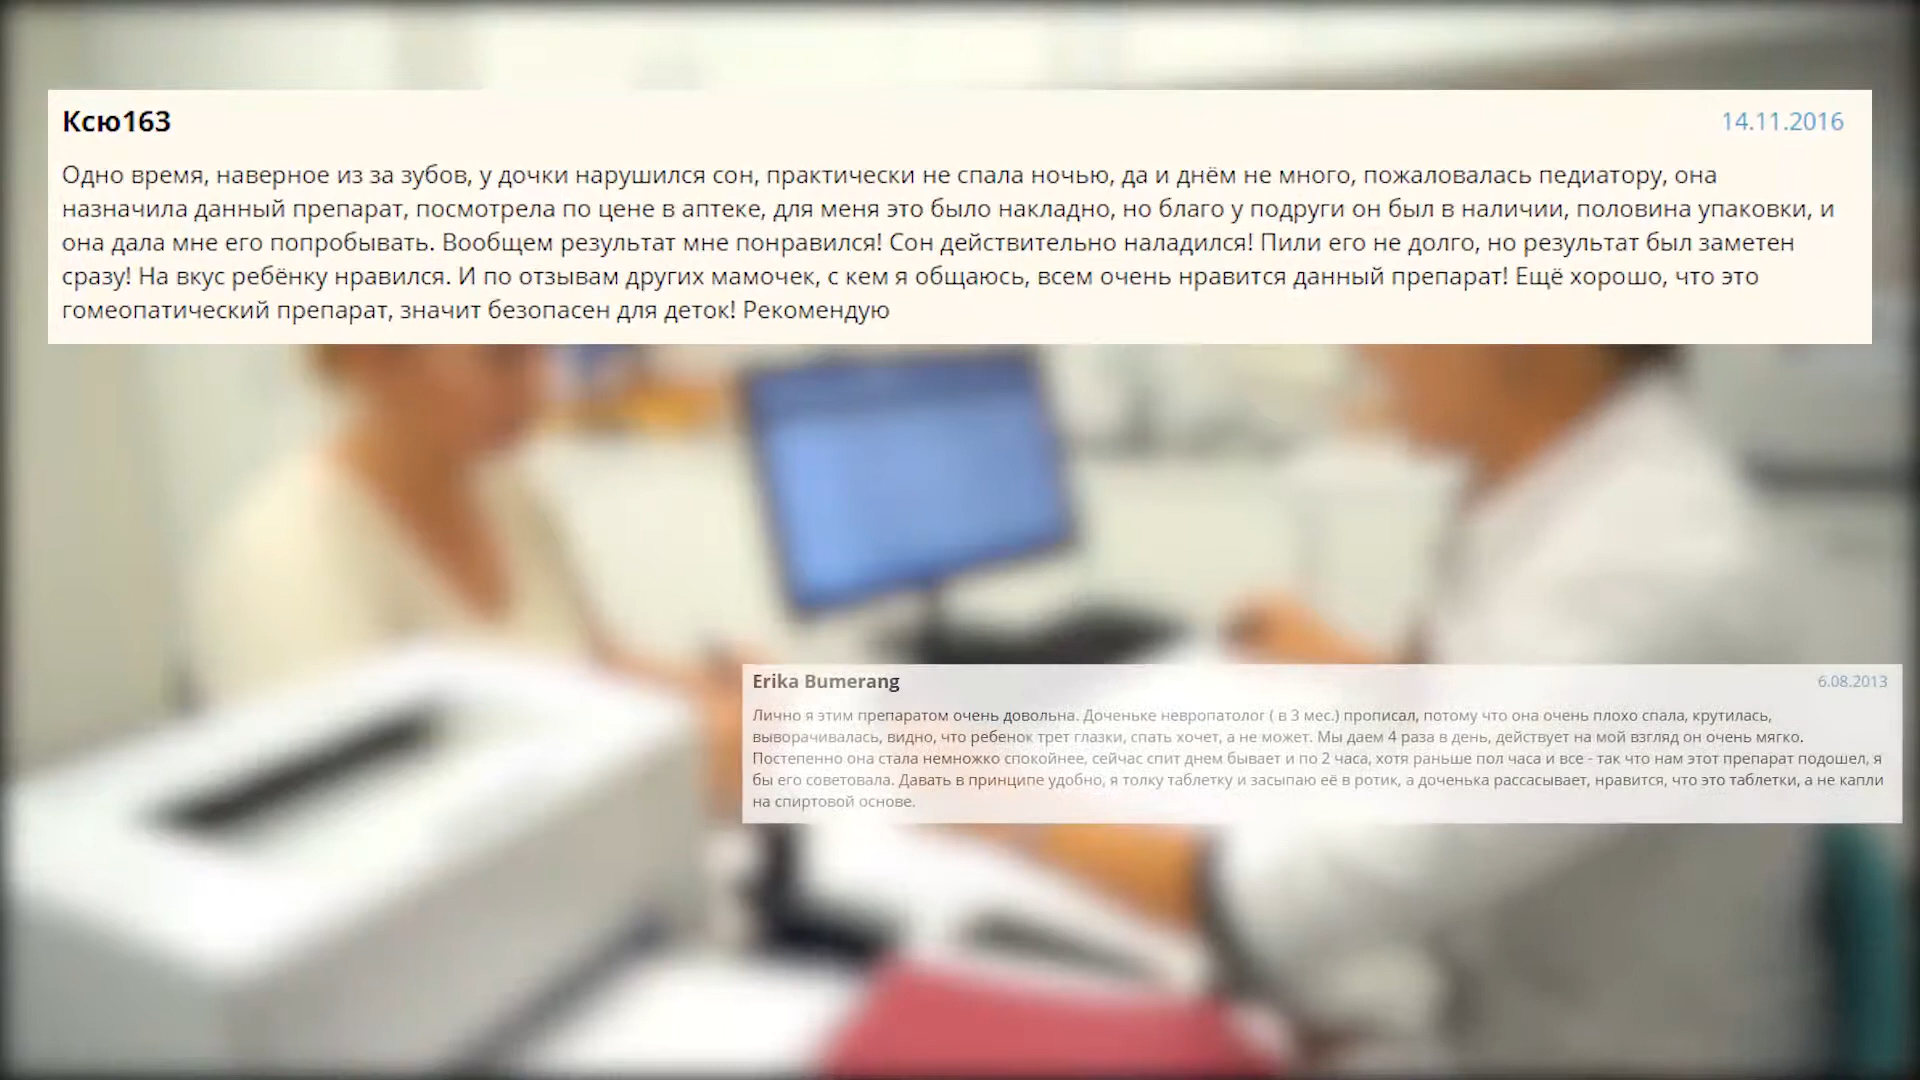 Ксю163
14.11.2016
Одно время, наверное из за зубов, у дочки нарушился сон, практически не спала ночью, да и днём не много, пожаловалась педиатору, она
назначила данный препарат, посмотрела по цене в аптеке, для меня это было накладно, но благо у подруги он был в наличии, половина упаковки, и
она дала мне его попробывать. Вообщем результат мне понравился! Сон действительно наладился! Пили его не долго, но результат был заметен
сразу! На вкус ребёнку нравился. И по отзывам других мамочек, с кем я общаюсь, всем очень нравится данный препарат! Ещё хорошо, что это
гомеопатический препарат, значит безопасен для деток! Рекомендую
Erika Bumerang
6.08.2013
Лично я этим препаратом очень довольна. Доченьке невропатолог ( в 3 мес.) прописал, потому что она очень плохо спала, крутилась,
выворачивалась, видно, что ребенок трет глазки, спать хочет, а не может. Мы даем 4 раза в день, действует на мой взгляд он очень мягко.
Постепенно она стала немножко спокойнее, сейчас спит днем бывает и по 2 часа, хотя раньше пол часа и все - так что нам этот препарат подошел, я
бы его советовала. Давать в принципе удобно, я толку таблетку и засыпаю её в ротик, а доченька рассасывает, нравится, что это таблетки, а не капли
на спиртовой основе.